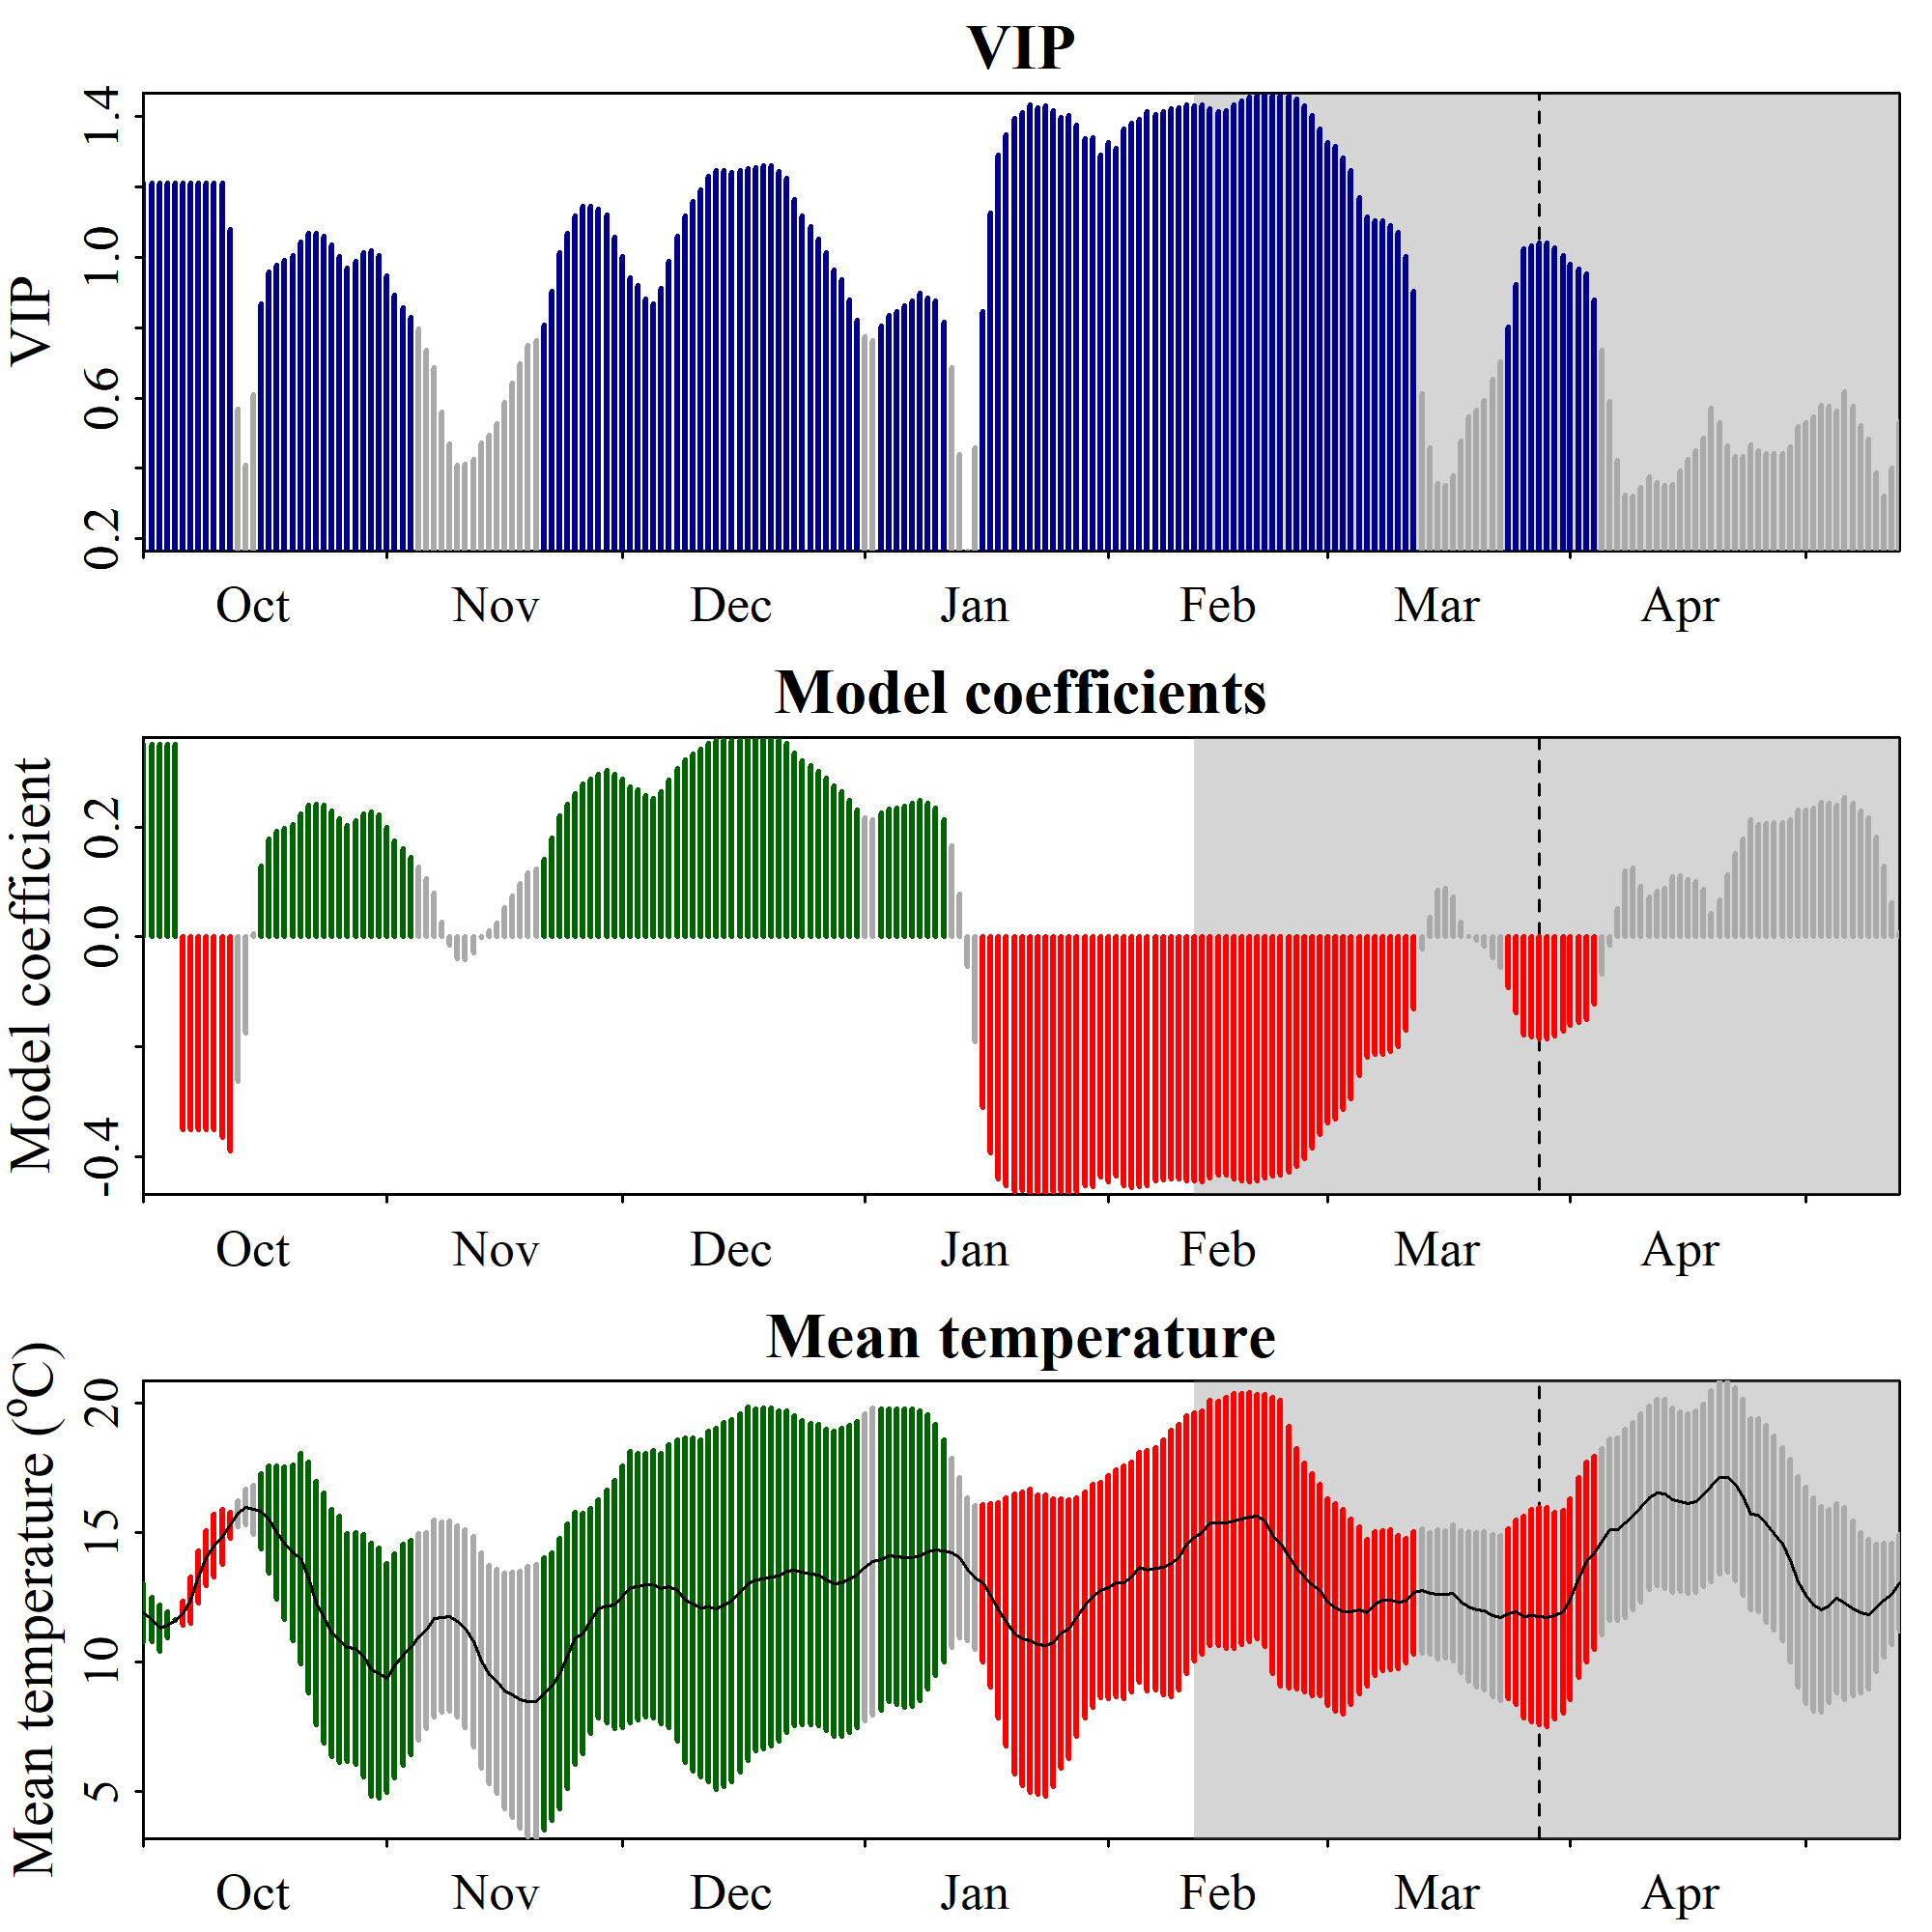 VIP
VIP
1.4
1.0
0.6
0.2
Oct Nov Dec Jan Feb Mar Apr
Model coefficients
Model coefficient
0.2
0.0
-0.4
Oct Nov Dec Jan Feb Mar Apr
Mean temperature
Mean temperature (ºC)
20
15
10
5
Oct Nov Dec Jan Feb Mar Apr